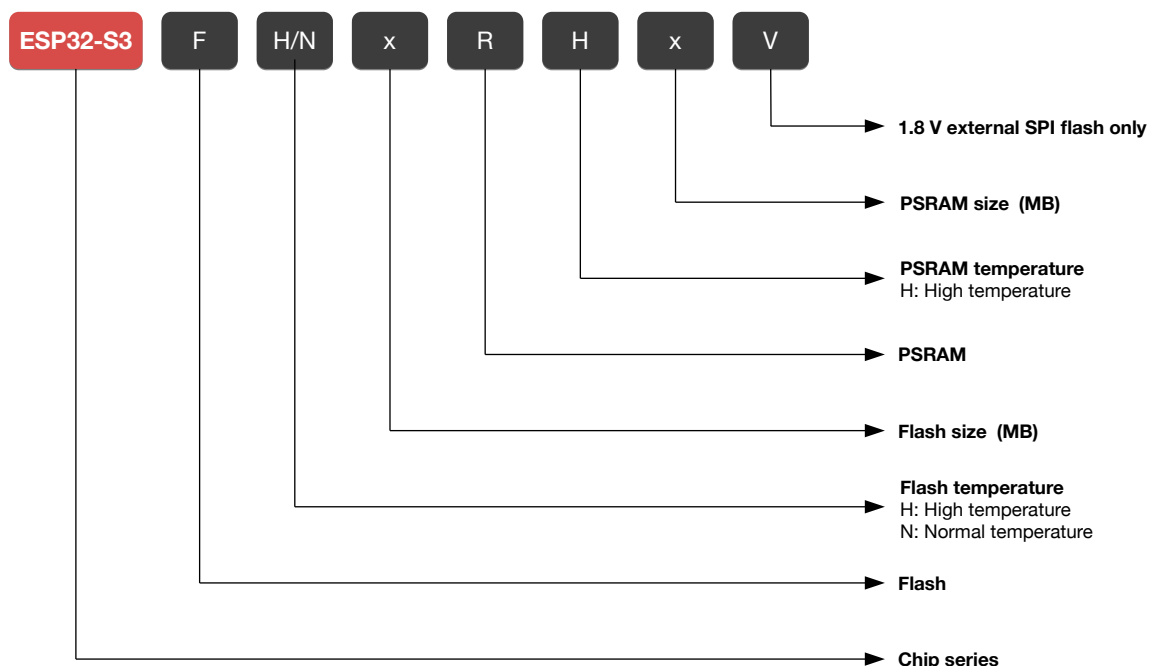 ESP32-S3 F H/N x R H x V
1.8 V external SPI flash only
PSRAM size (MB)
PSRAM temperature
H: High temperature
PSRAM
Flash size (MB)
Flash temperature
H: High temperature
N: Normal temperature
Flash
Chip series